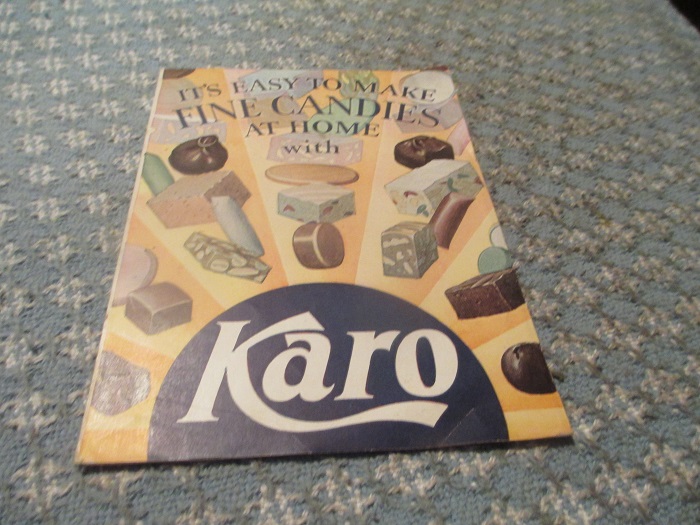 IT'S EASY TO MAKE
FINE CANDIES
AT HOME
with
Karo